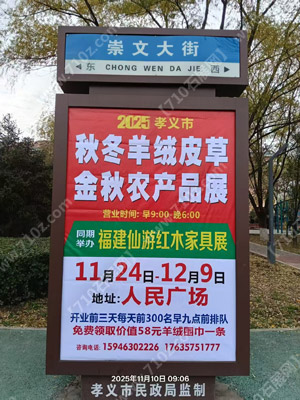 崇文大街
东 CHONG WEN DA JIE 西
2025 孝义市
秋冬羊绒皮草
金秋农产品展
营业时间: 早9:00-晚6:00
同期举办 福建仙游红木家具展
11月24日-12月9日
地址: 人民广场
开业前三天每天前300名早九点前排队
免费领取价值58元羊绒围巾一条
咨询电话: 15946302226 17635751777
2025年11月10日 09:06
孝义市民政局监制